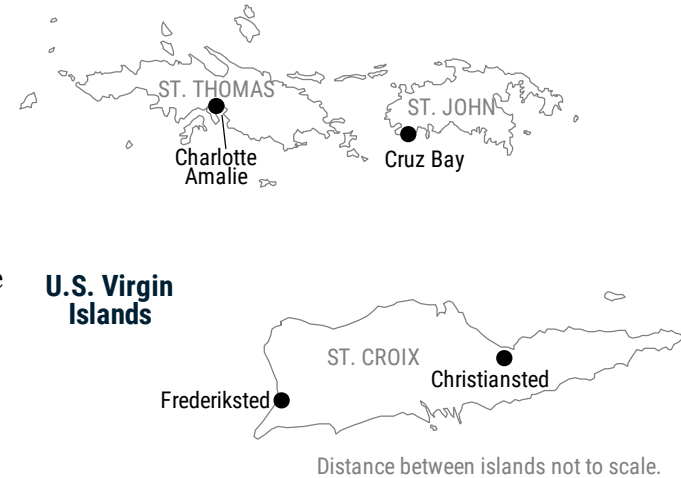 ST. THOMAS
ST. JOHN
Charlotte
Amalie
Cruz Bay
U.S. Virgin
Islands
ST. CROIX
Christiansted
Frederiksted
Distance between islands not to scale.